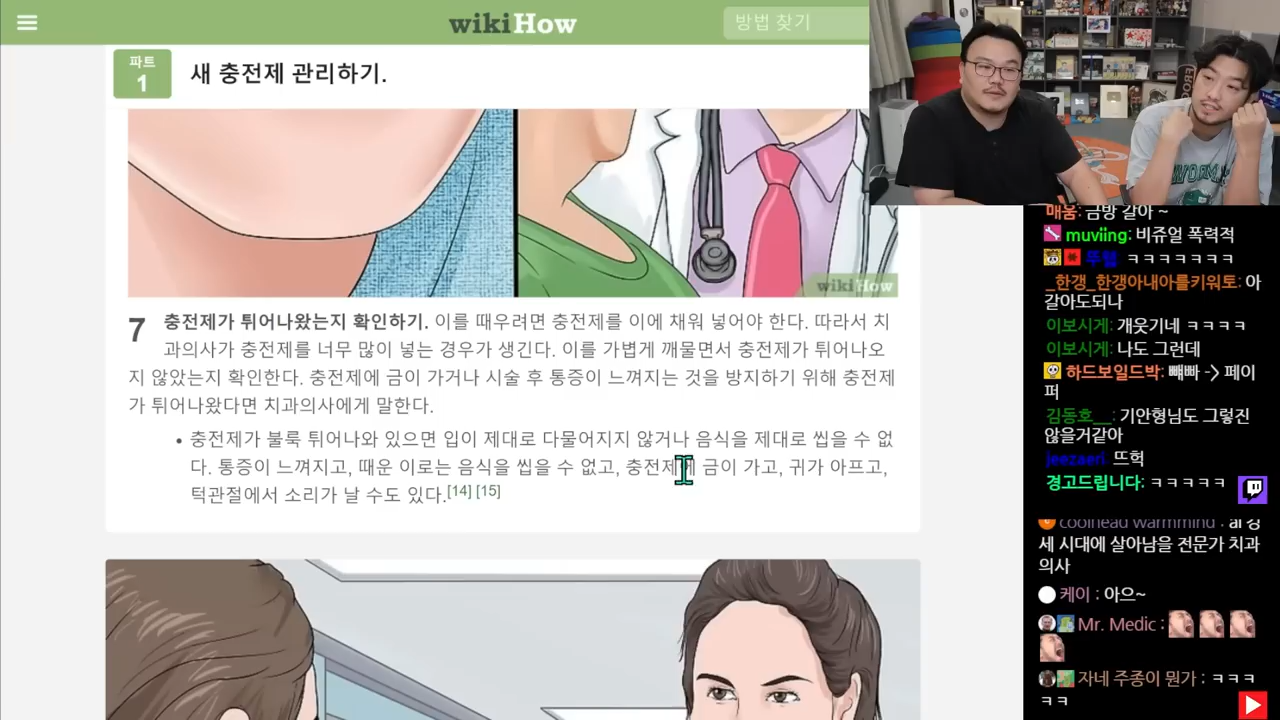 wikiHow
방법 찾기
파트
1
새 충전제 관리하기.
wikiHow
7
충전제가 튀어나왔는지 확인하기. 이를 때우려면 충전제를 이에 채워 넣어야 한다. 따라서 치
과의사가 충전제를 너무 많이 넣는 경우가 생긴다. 이를 가볍게 깨물면서 충전제가 튀어나오
지 않았는지 확인한다. 충전제에 금이 가거나 시술 후 통증이 느껴지는 것을 방지하기 위해 충전제
가 튀어나왔다면 치과의사에게 말한다.
• 충전제가 불룩 튀어나와 있으면 입이 제대로 다물어지지 않거나 음식을 제대로 씹을 수 없
다. 통증이 느껴지고, 때운 이로는 음식을 씹을 수 없고, 충전제에 금이 가고, 귀가 아프고,
턱관절에서 소리가 날 수도 있다.[14] [15]
매움: 금방 갈아 ~
muviing: 비쥬얼 폭력적
ㅋㅋㅋㅋㅋㅋㅋ
_한갱_한갱아내아를키워토: 아
갈아도되나
이보시게: 개웃기네 ㅋㅋㅋㅋ
이보시게: 나도 그런데
하드보일드박: 빼빠 -> 페이
퍼
김동호__: 기안형님도 그렇진
않을거같아
jeezaeri: 뜨헉
경고드립니다: ㅋㅋㅋㅋㅋ
coolhead warmmind : ai 강
세 시대에 살아남을 전문가 치과
의사
케이 : 아으~
Mr. Medic :
자네 주종이 뭔가 : ㅋㅋㅋ
ㅋㅋ